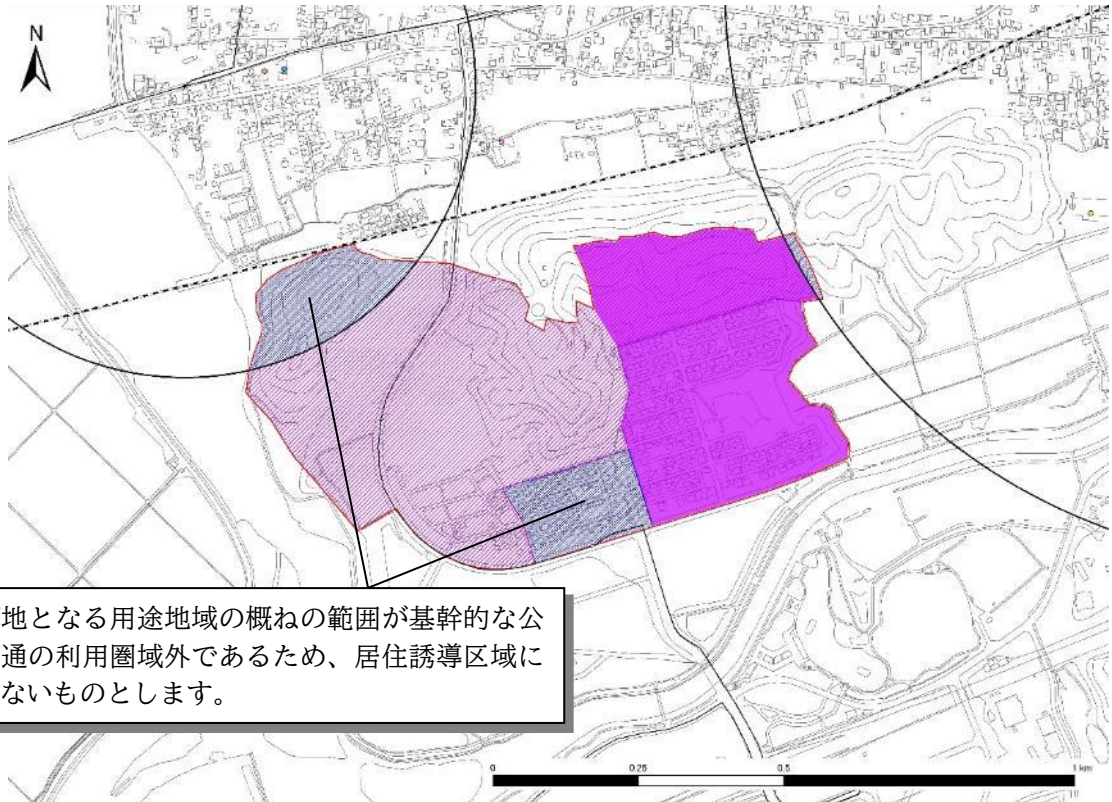 N
地となる用途地域の概ねの範囲が基幹的な公
通の利用圏域外であるため、居住誘導区域に
ないものとします。
0 0.25 0.5 1 km